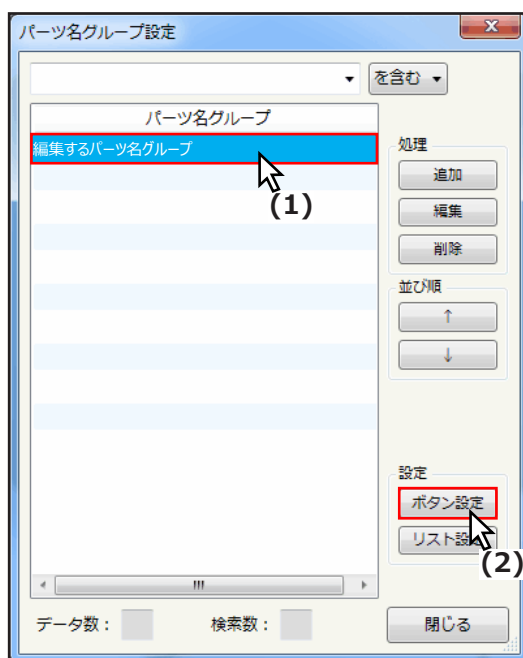 パーツ名グループ設定
を含む
パーツ名グループ
編集するパーツ名グループ
(1)
処理
追加
編集
削除
並び順
↑
↓
設定
ボタン設定
リスト設
(2)
データ数：
検索数：
閉じる